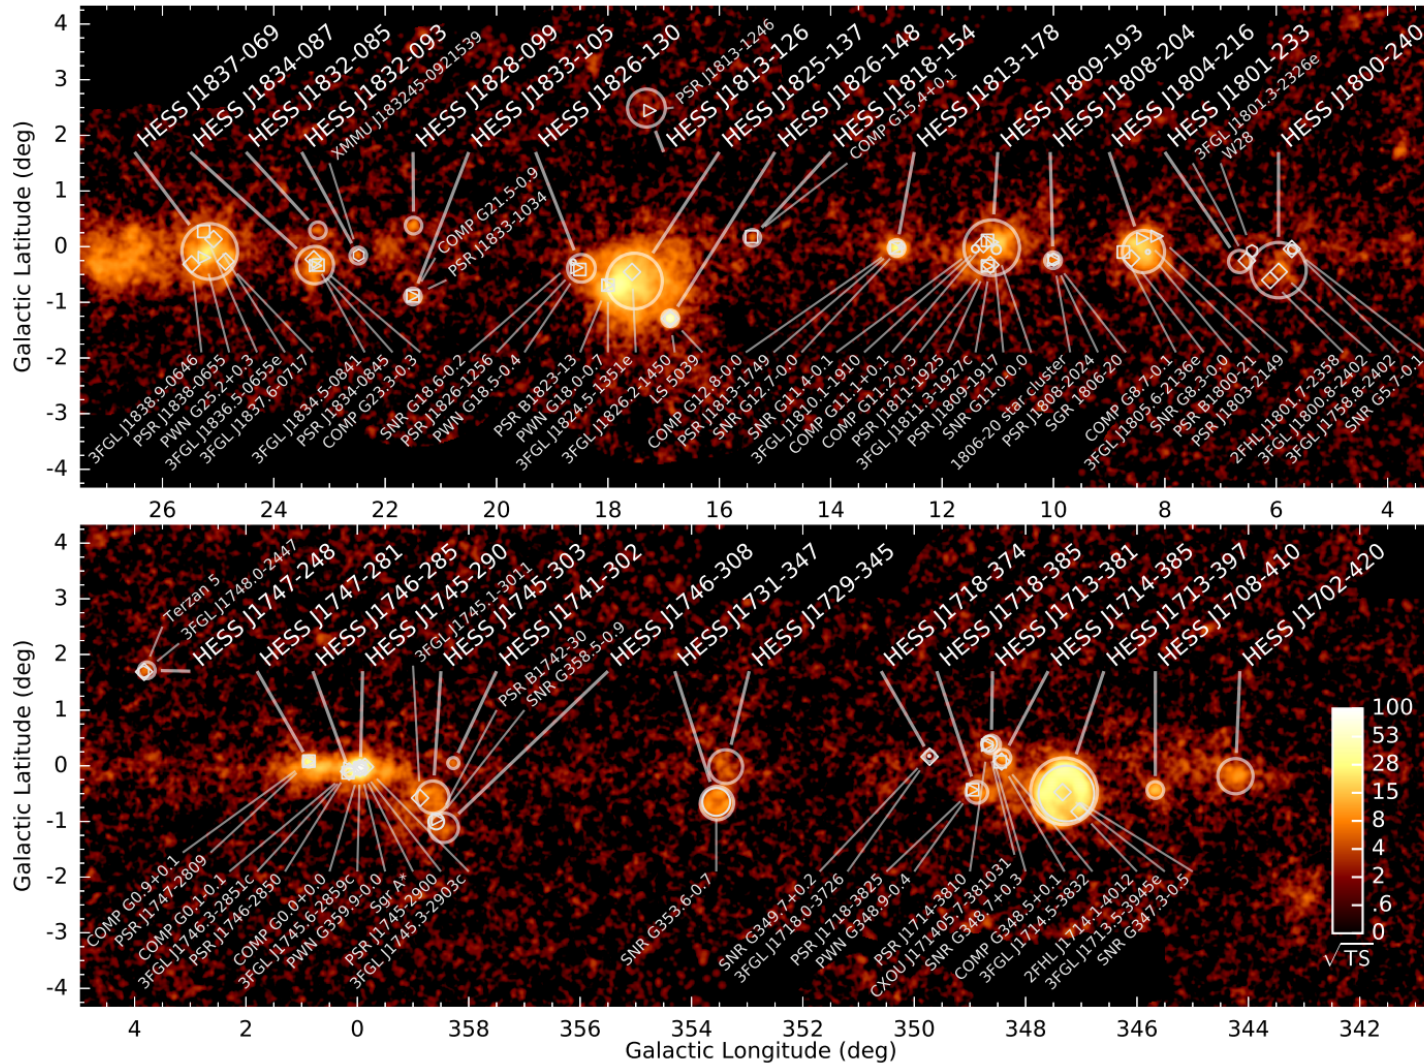 HESS J1837-069
HESS J1834-087
HESS J1832-085
HESS J1832-093
XMMU J183245-0921539
HESS J1828-099
HESS J1833-105
HESS J1826-130
PSR J1813-1246
HESS J1813-126
HESS J1825-137
HESS J1826-148
HESS J1818-154
COMP G15.4+0.1
HESS J1813-178
HESS J1809-193
HESS J1808-204
HESS J1804-216
HESS J1801-233
3FGL J1801.3-2326e
W28
HESS J1800-240
COMP G21.5-0.9
PSR J1833-1034
4
3
2
1
0
-1
-2
-3
-4
Galactic Latitude (deg)
3FGL J1838.9-0646
PSR J1838-0655
PWN G25.2+0.3
3FGL J1836.5-0655e
3FGL J1837.6-0717
3FGL J1834.5-0841
PSR J1834-0845
COMP G23.3-0.3
SNR G18.6-0.2
PSR J1826-1256
PWN G18.5-0.4
PSR B1823-13
PWN G18.0-0.7
3FGL J1824.5-1351e
3FGL J1826.2-1450
LS 5039
COMP G12.8-0.0
PSR J1813-1749
SNR G12.7-0.0
SNR G11.4-0.1
3FGL J1810.1-1910
COMP G11.1+0.1
COMP G11.2-0.3
PSR J1811-1925
3FGL J1811.3-1927c
PSR J1809-1917
SNR G11.0-0.0
1806-20 star cluster
PSR J1808-2024
SGR 1806-20
COMP G8.7-0.1
3FGL J1805.6-2136e
SNR G8.3-0.0
PSR B1800-21
PSR J1803-2149
2FHL J1801.7-2358
3FGL J1800.8-2402
3FGL J1758.8-2402
SNR G5.7-0.1
26 24 22 20 18 16 14 12 10 8 6 4
Terzan 5
3FGL J1748.0-2447
HESS J1747-248
HESS J1747-281
HESS J1746-285
HESS J1745-290
3FGL J1745.1-3011
HESS J1745-303
HESS J1741-302
PSR B1742-30
SNR G358.5-0.9
HESS J1746-308
HESS J1731-347
HESS J1729-345
HESS J1718-374
HESS J1718-385
HESS J1713-381
HESS J1714-385
HESS J1713-397
HESS J1708-410
HESS J1702-420
4
3
2
1
0
-1
-2
-3
-4
Galactic Latitude (deg)
COMP G0.9+0.1
PSR J1747-2809
COMP G0.1+0.1
3FGL J1746.3-2851c
PSR J1746-2850
COMP G0.0+0.0
3FGL J1745.6-2859c
PWN G359.9-0.0
Sgr A*
PSR J1745-2900
3FGL J1745.3-2903c
SNR G353.6-0.7
SNR G349.7+0.2
3FGL J1718.0-3726
PSR J1718-3825
PWN G348.9-0.4
PSR J1714-3810
CXOU J171405.7-381031
SNR G348.7+0.3
COMP G348.5+0.1
3FGL J1714.5-3832
2FHL J1714.1-4012
3FGL J1713.5-3945e
SNR G347.3-0.5
100
53
28
15
8
4
2
.6
0
√TS
4 2 0 358 356 354 352 350 348 346 344 342
Galactic Longitude (deg)